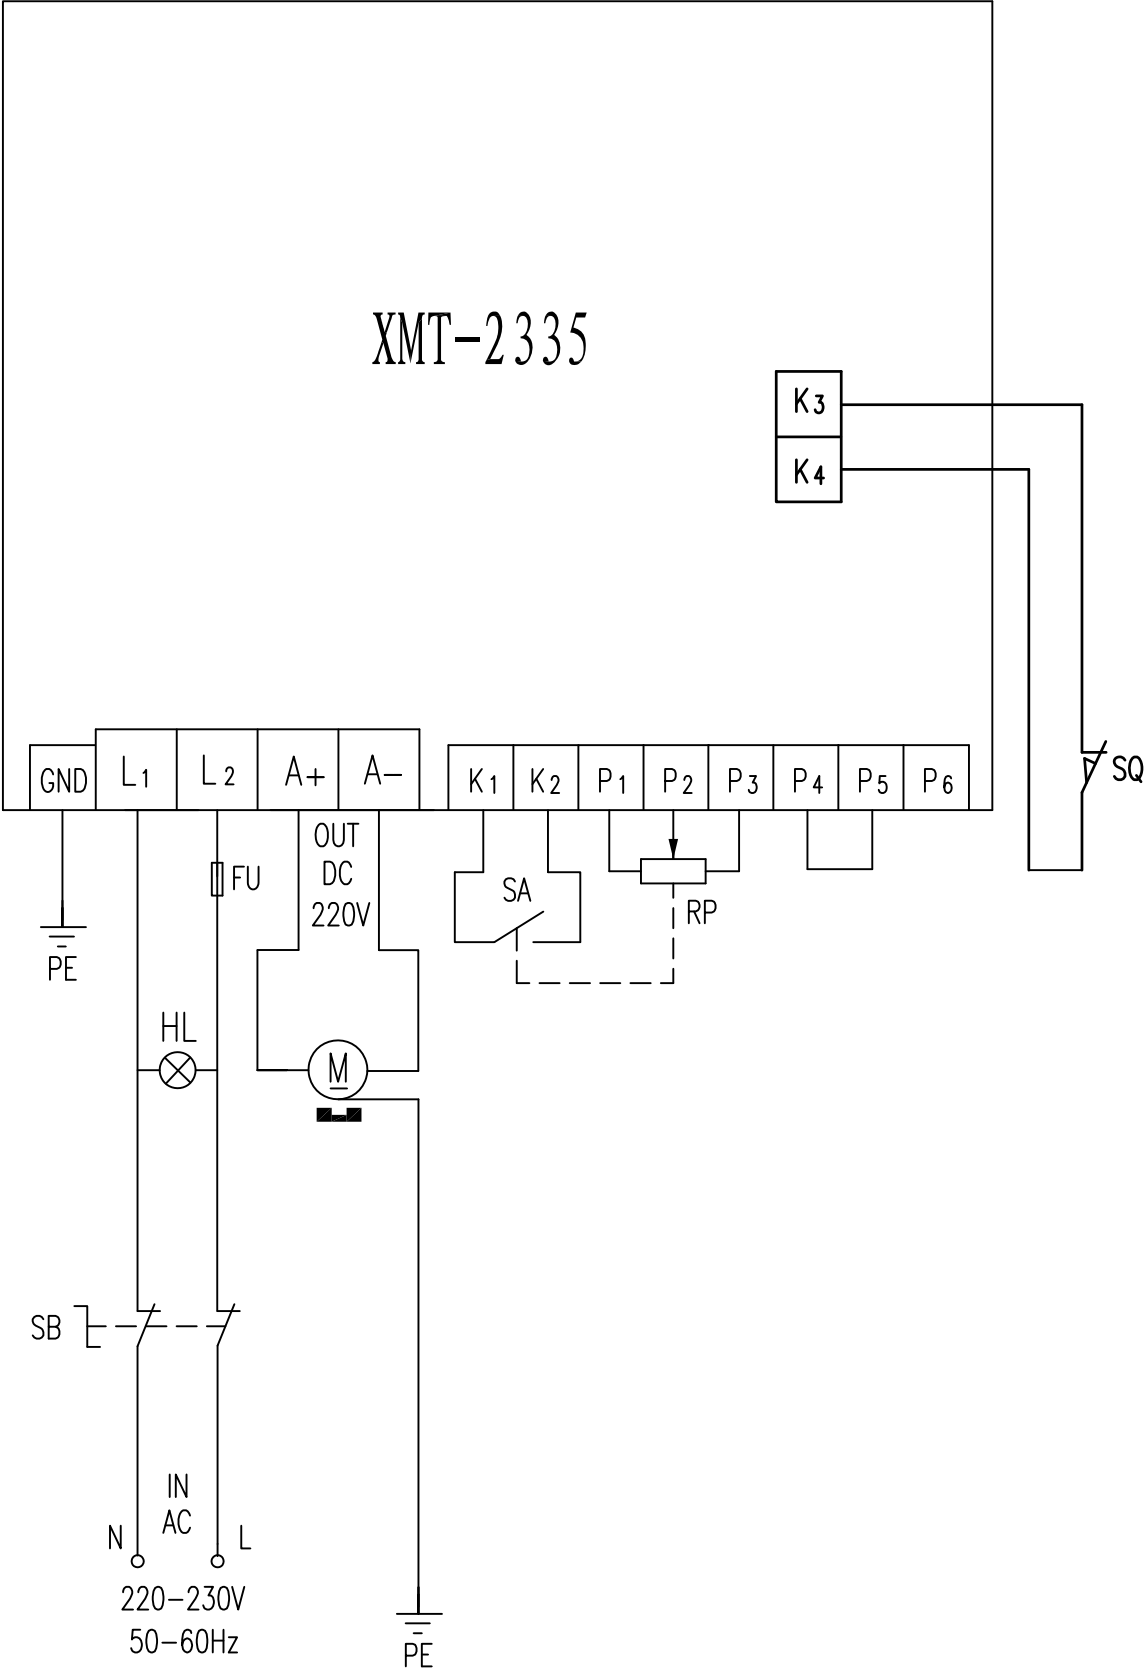 XMT-2335
K3
K4
GND L1 L2 A+ A- K1 K2 P1 P2 P3 P4 P5 P6
SQ
OUT
DC
220V
FU
SA
RP
PE
HL
M
SB
IN
AC
N L
220-230V
50-60Hz
PE